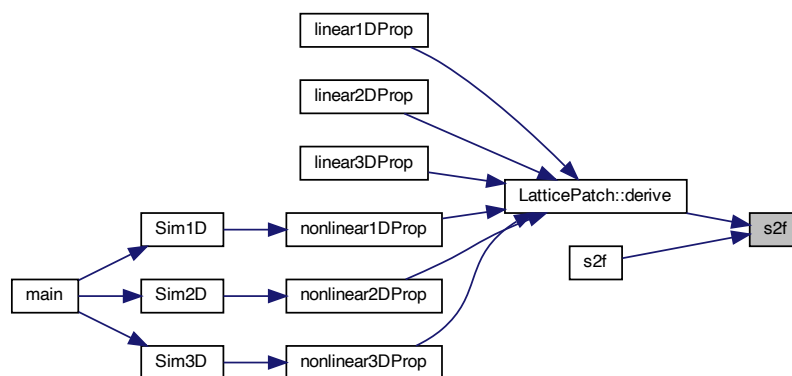 linear1DProp
linear2DProp
linear3DProp
LatticePatch::derive
Sim1D
nonlinear1DProp
s2f
s2f
main
Sim2D
nonlinear2DProp
Sim3D
nonlinear3DProp